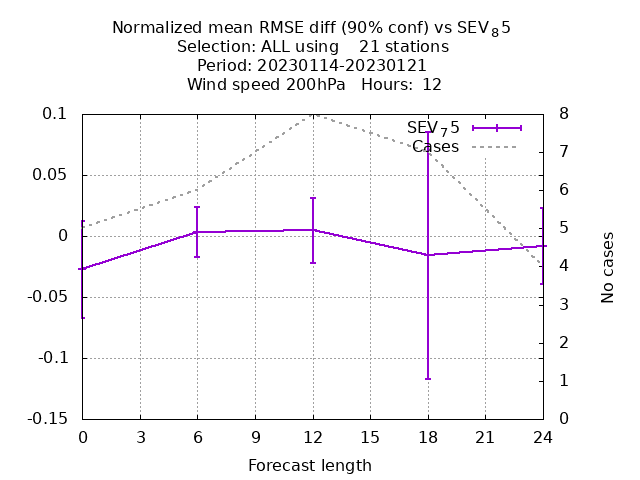 Normalized mean RMSE diff (90% conf) vs SEV₈5
Selection: ALL using    21 stations
Period: 20230114-20230121
Wind speed 200hPa   Hours:  12
SEV₇5
Cases
0.1
0.05
0
-0.05
-0.1
-0.15
8
7
6
5
4
3
2
1
0
No cases
0 3 6 9 12 15 18 21 24
Forecast length